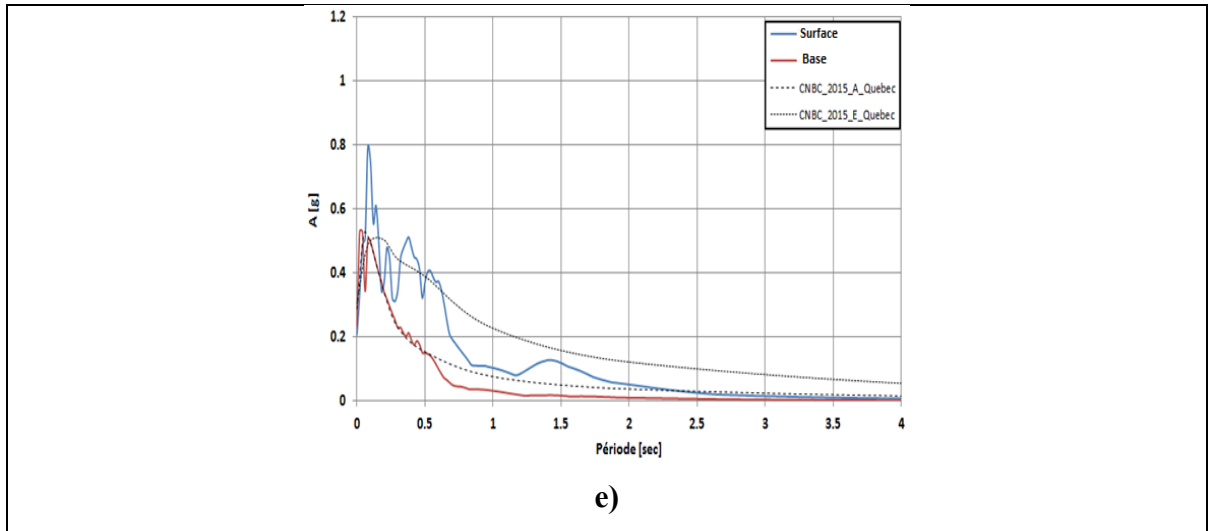 1.2
1
0.8
0.6
0.4
0.2
0
A [g]
Surface
Base
CNBC_2015_A_Quebec
CNBC_2015_E_Quebec
0 0.5 1 1.5 2 2.5 3 3.5 4
Période [sec]
e)